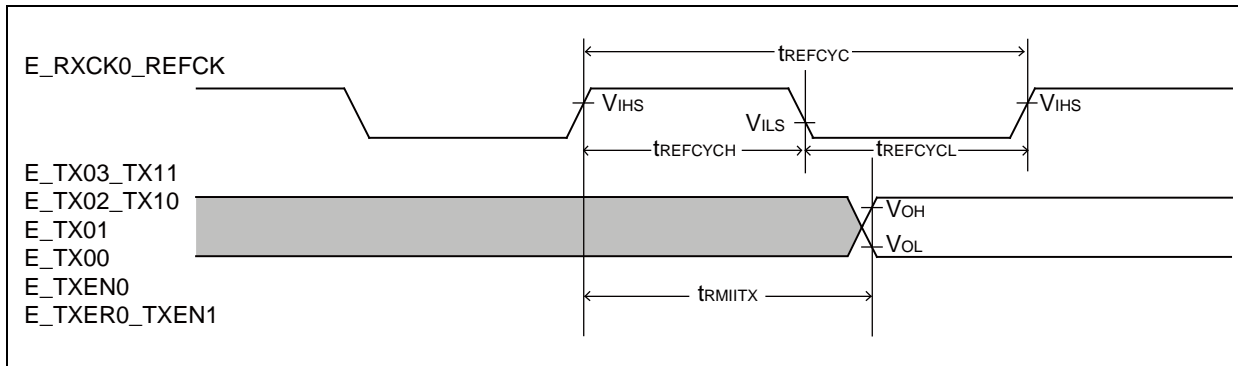 tREFCYC
E_RXCK0_REFCK
VIHS
VILS
VIHS
tREFCYCH
tREFCYCL
E_TX03_TX11
E_TX02_TX10
E_TX01
E_TX00
E_TXEN0
E_TXER0_TXEN1
VOH
VOL
tRMIITX